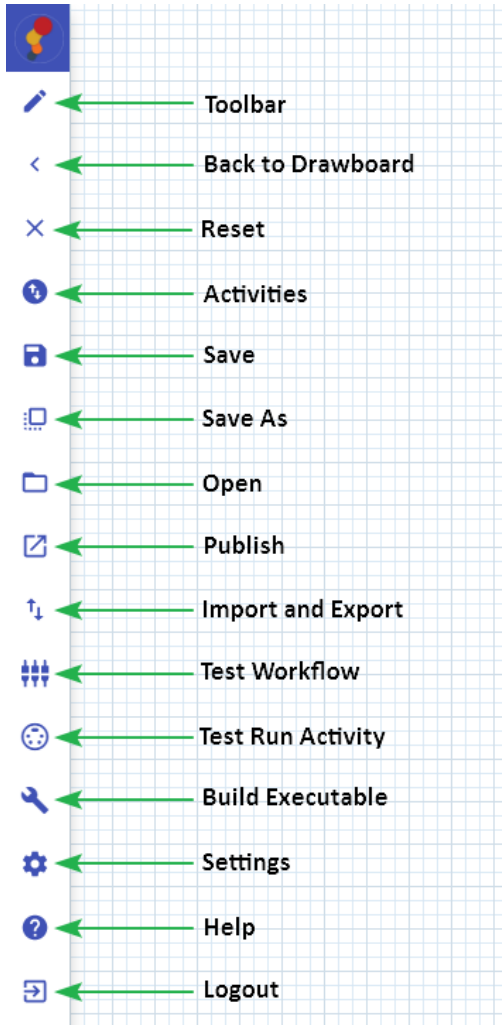 Toolbar
Back to Drawboard
Reset
Activities
Save
Save As
Open
Publish
Import and Export
Test Workflow
Test Run Activity
Build Executable
Settings
Help
Logout